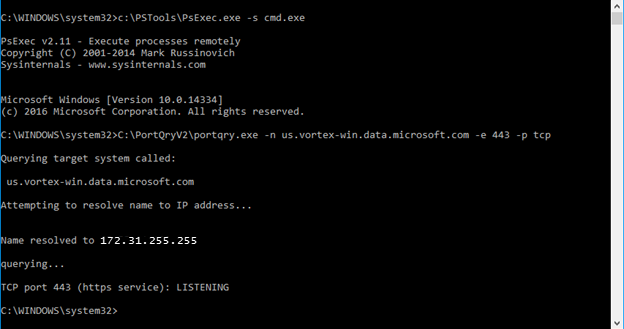 C:\WINDOWS\system32>c:\PSTools\PsExec.exe -s cmd.exe
PsExec v2.11 - Execute processes remotely
Copyright (C) 2001-2014 Mark Russinovich
Sysinternals - www.sysinternals.com
Microsoft Windows [Version 10.0.14334]
(c) 2016 Microsoft Corporation. All rights reserved.
C:\WINDOWS\system32>C:\PortQryV2\portqry.exe -n us.vortex-win.data.microsoft.com -e 443 -p tcp
Querying target system called:
us.vortex-win.data.microsoft.com
Attempting to resolve name to IP address...
Name resolved to 172.31.255.255
querying...
TCP port 443 (https service): LISTENING
C:\WINDOWS\system32>